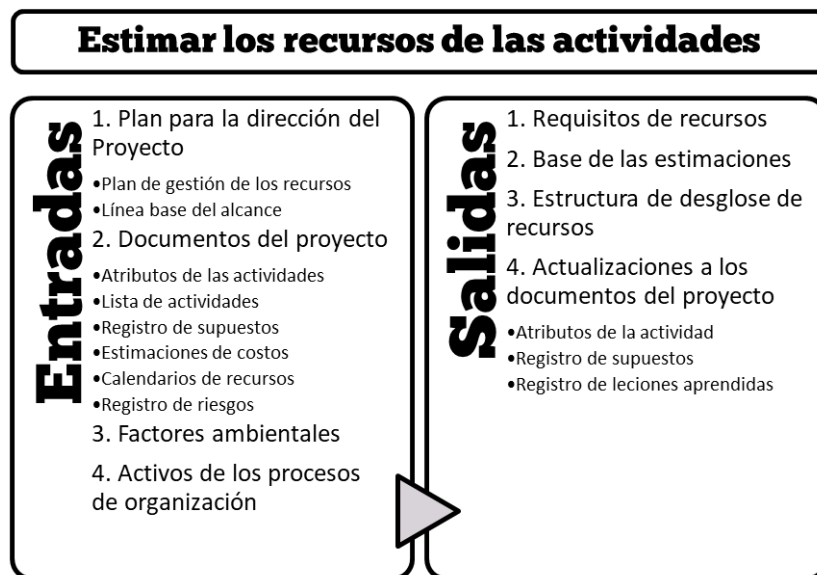 Estimar los recursos de las actividades
Entradas
1. Plan para la dirección del
Proyecto
•Plan de gestión de los recursos
•Línea base del alcance
2. Documentos del proyecto
•Atributos de las actividades
•Lista de actividades
•Registro de supuestos
•Estimaciones de costos
•Calendarios de recursos
•Registro de riesgos
3. Factores ambientales
4. Activos de los procesos
de organización
Salidas
1. Requisitos de recursos
2. Base de las estimaciones
3. Estructura de desglose de
recursos
4. Actualizaciones a los
documentos del proyecto
•Atributos de la actividad
•Registro de supuestos
•Registro de leciones aprendidas